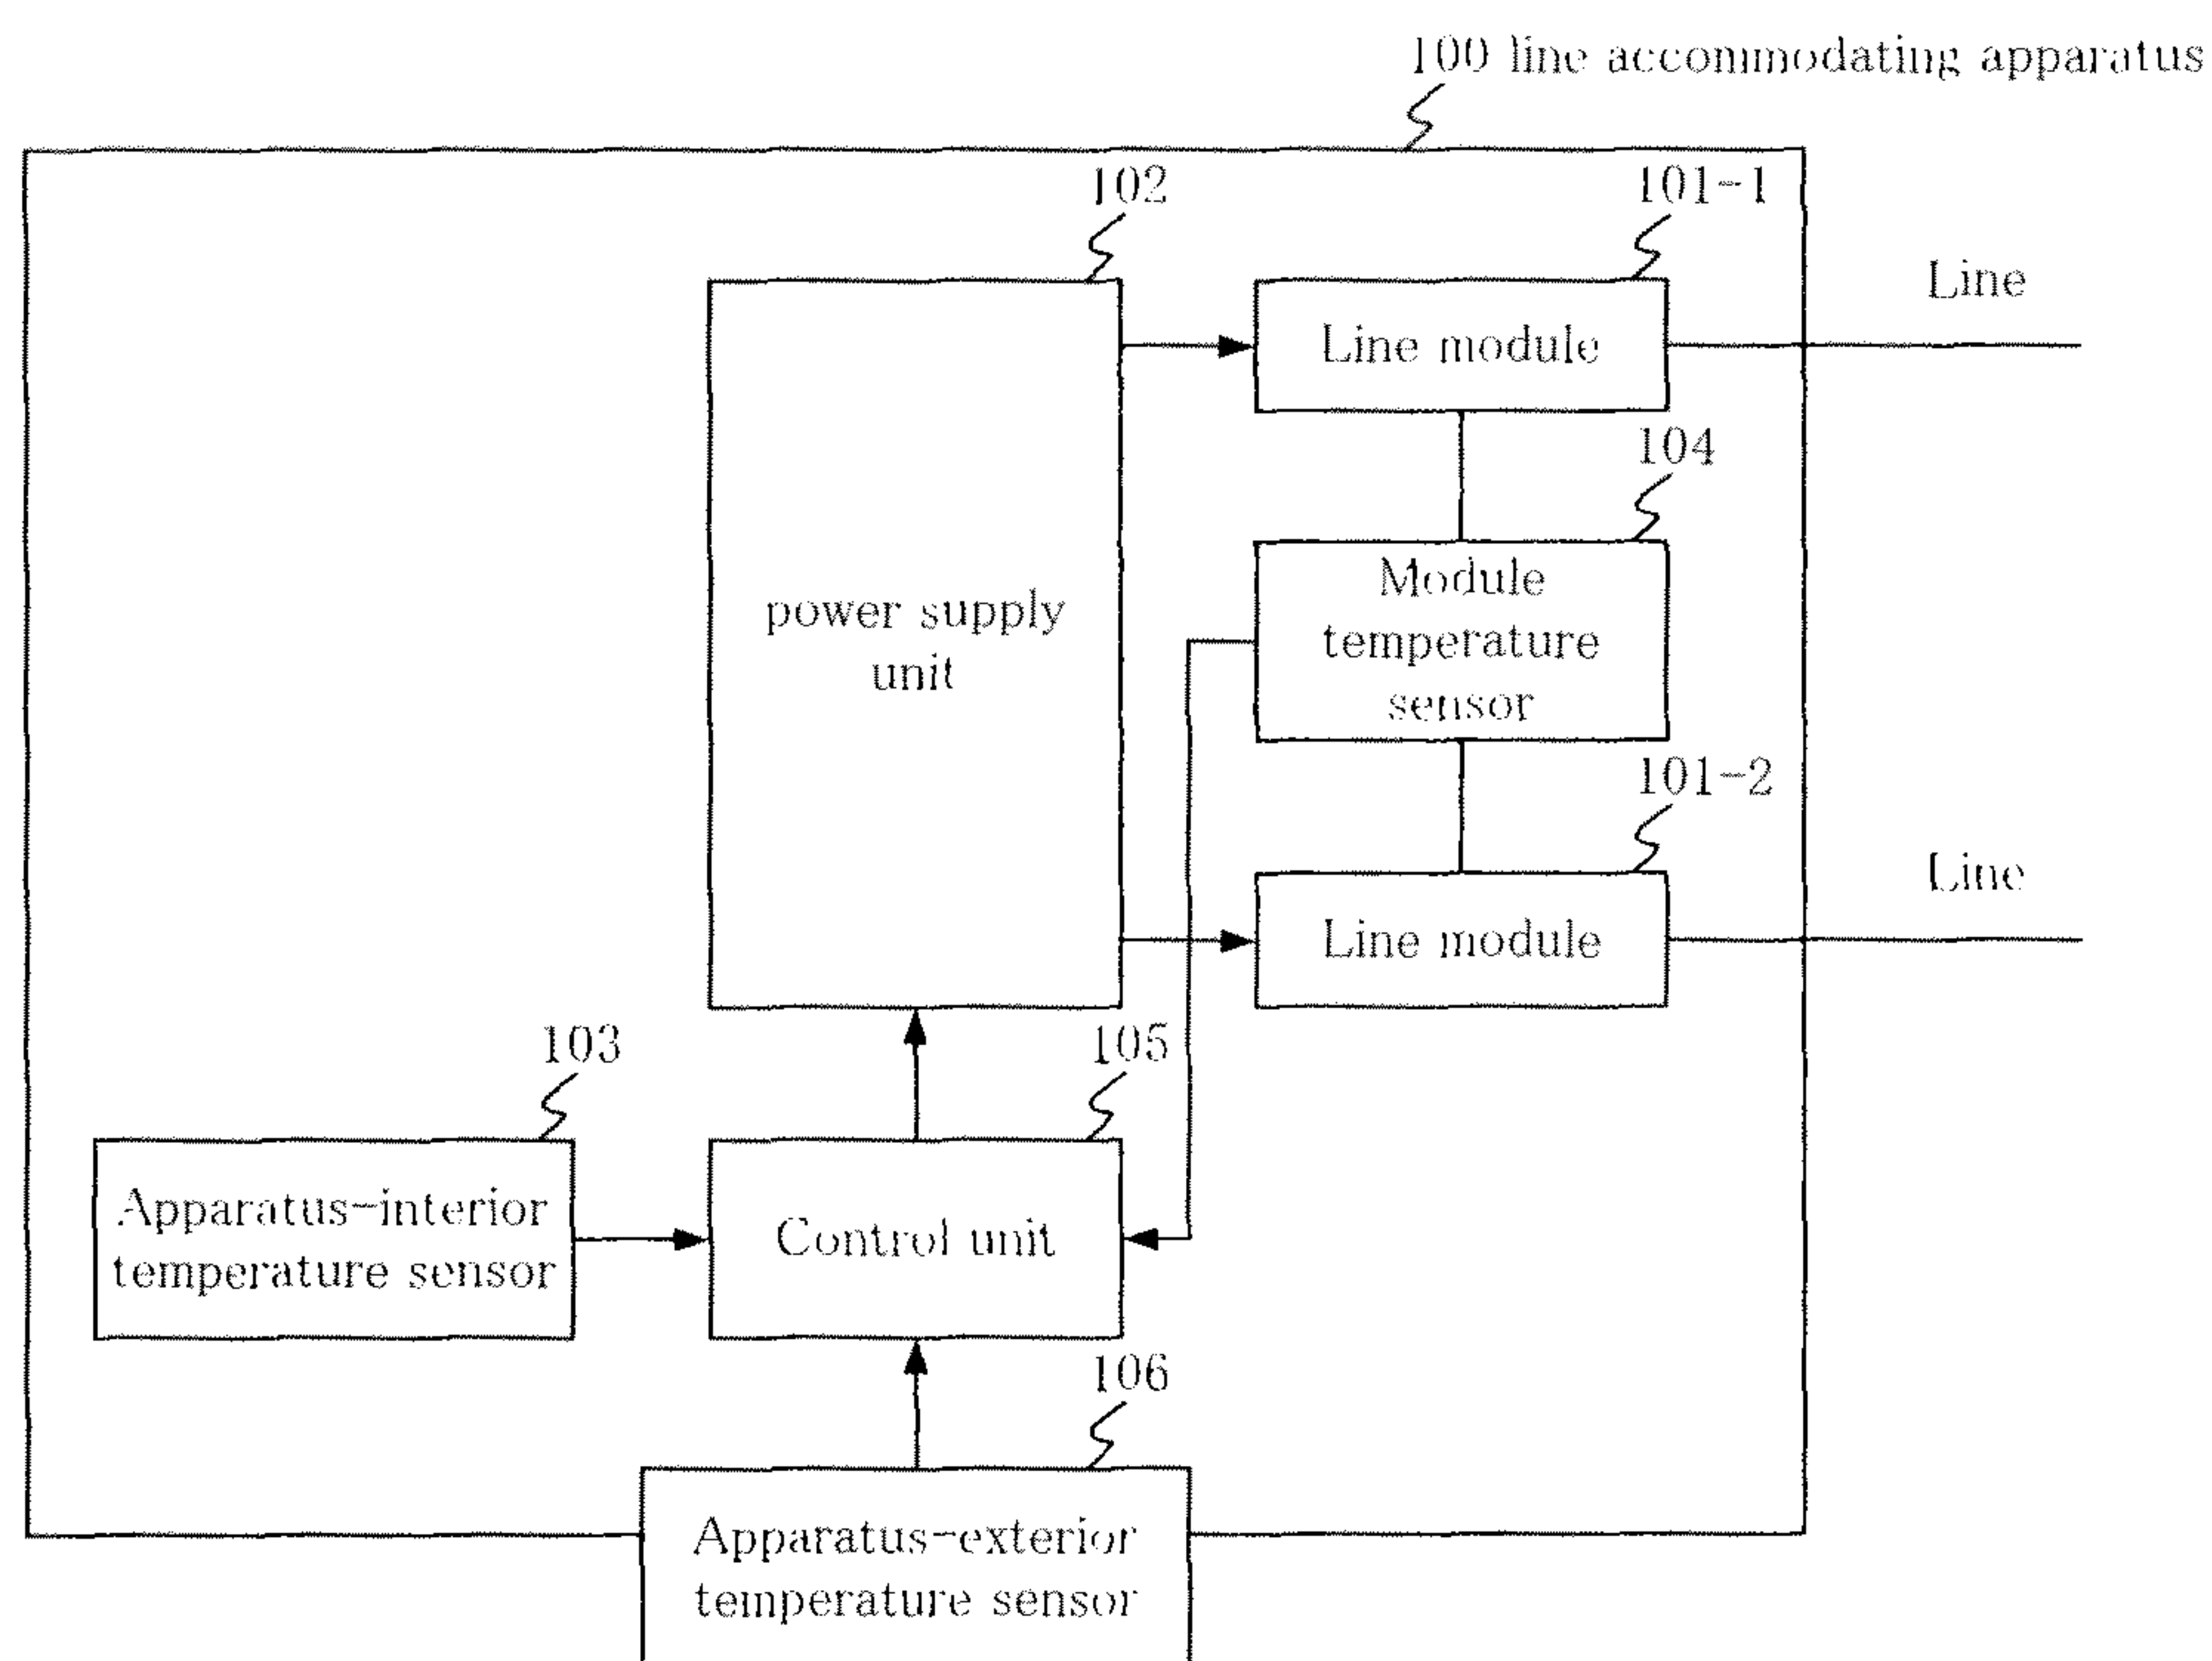 100 line accommodating apparatus
102
101-1
Line
Line module
104
Module
temperature
sensor
power supply
unit
101-2
Line
Line module
103
105
Apparatus-interior
temperature sensor
Control unit
106
Apparatus-exterior
temperature sensor